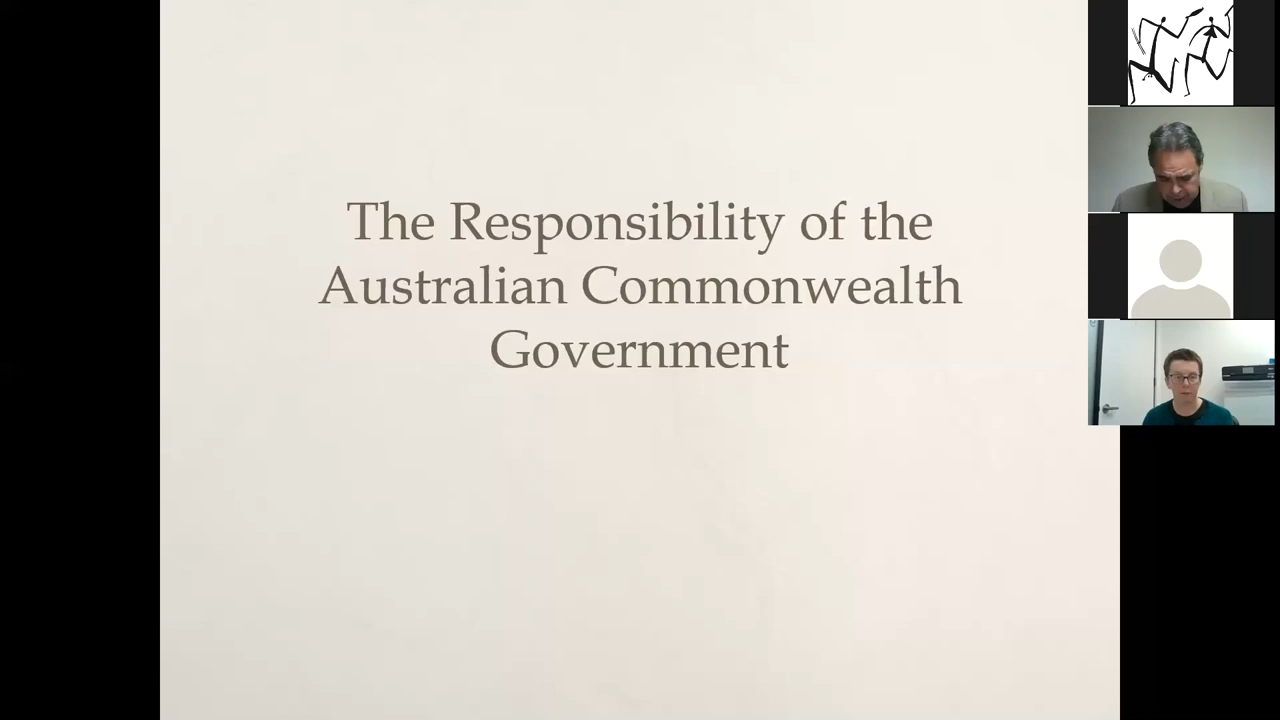 The Responsibility of the
Australian Commonwealth
Government